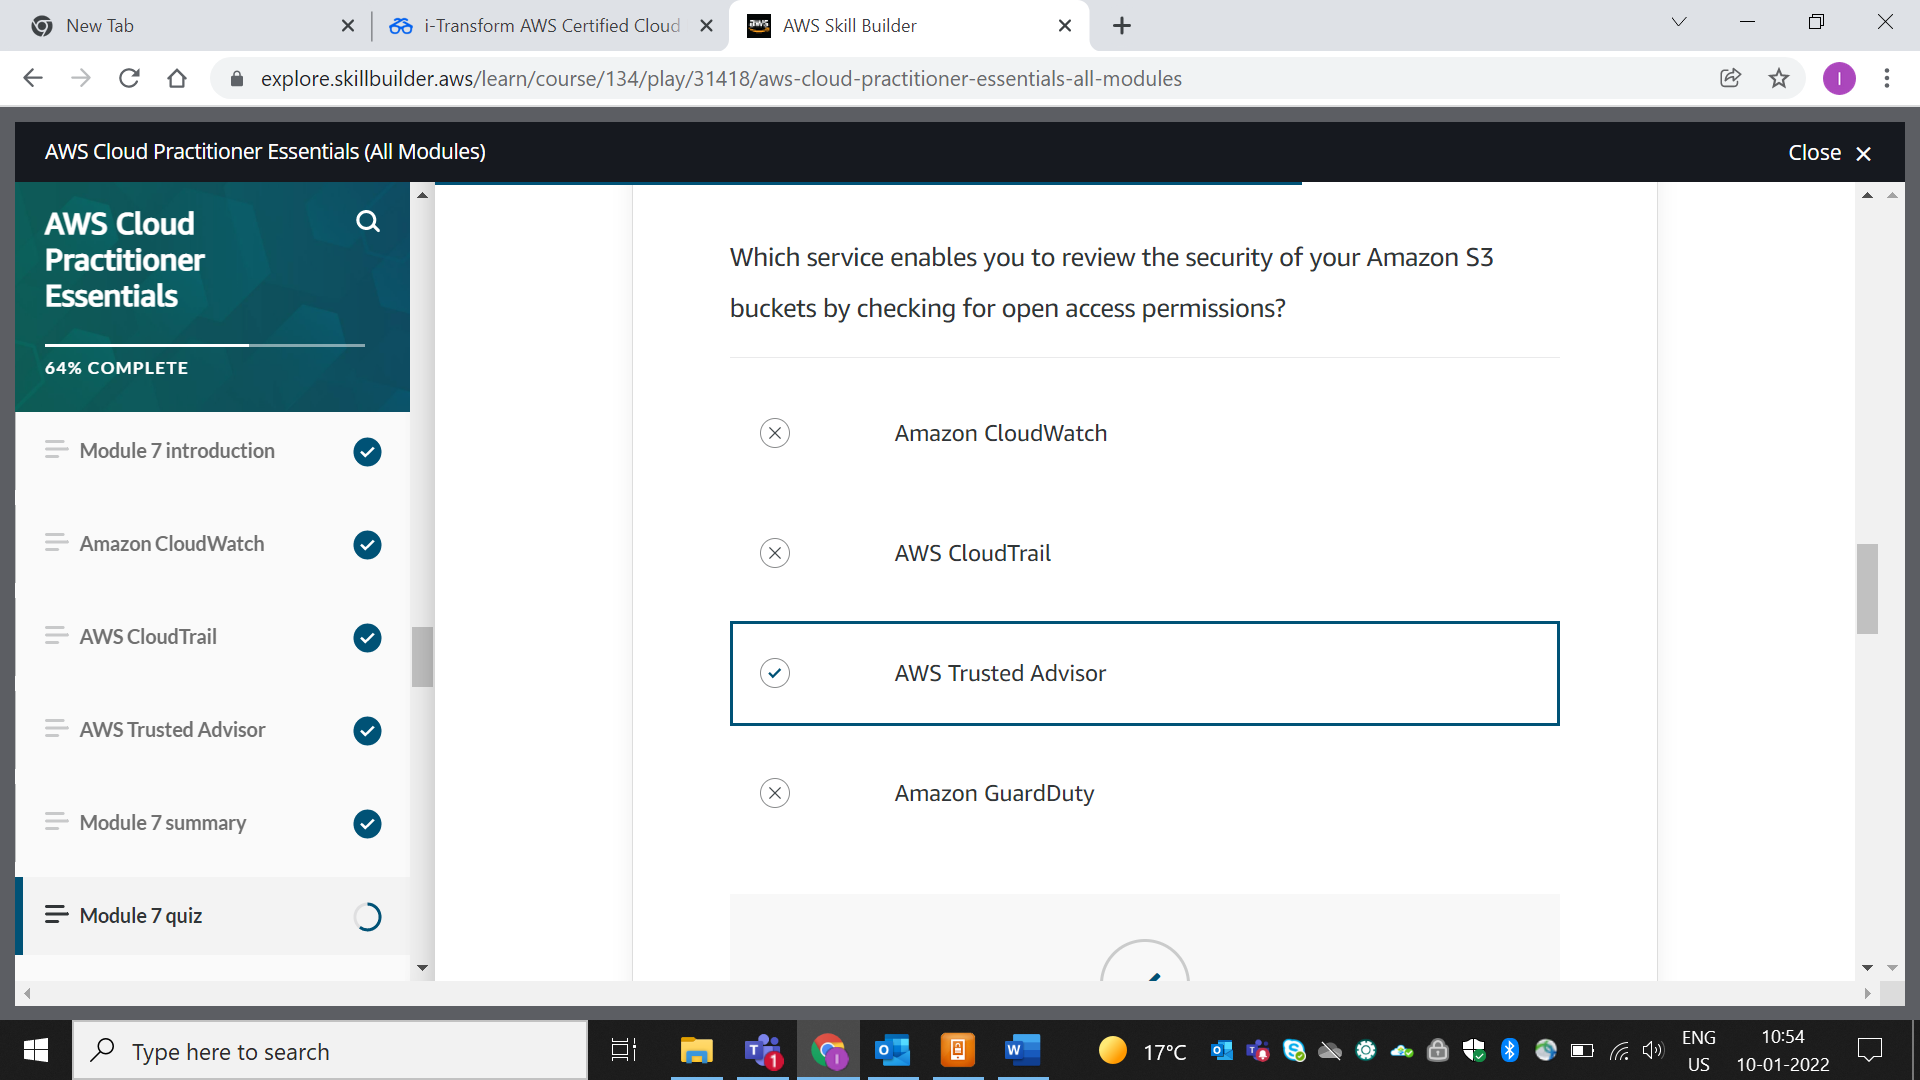 New Tab
i-Transform AWS Certified Cloud
aws
AWS Skill Builder
explore.skillbuilder.aws/learn/course/134/play/31418/aws-cloud-practitioner-essentials-all-modules
I
AWS Cloud Practitioner Essentials (All Modules)
Close
AWS Cloud
Practitioner
Essentials
64% COMPLETE
Module 7 introduction
Amazon CloudWatch
AWS CloudTrail
AWS Trusted Advisor
Module 7 summary
Module 7 quiz
Which service enables you to review the security of your Amazon S3
buckets by checking for open access permissions?
Amazon CloudWatch
AWS CloudTrail
AWS Trusted Advisor
Amazon GuardDuty
Type here to search
17°C
ENG
US
10:54
10-01-2022